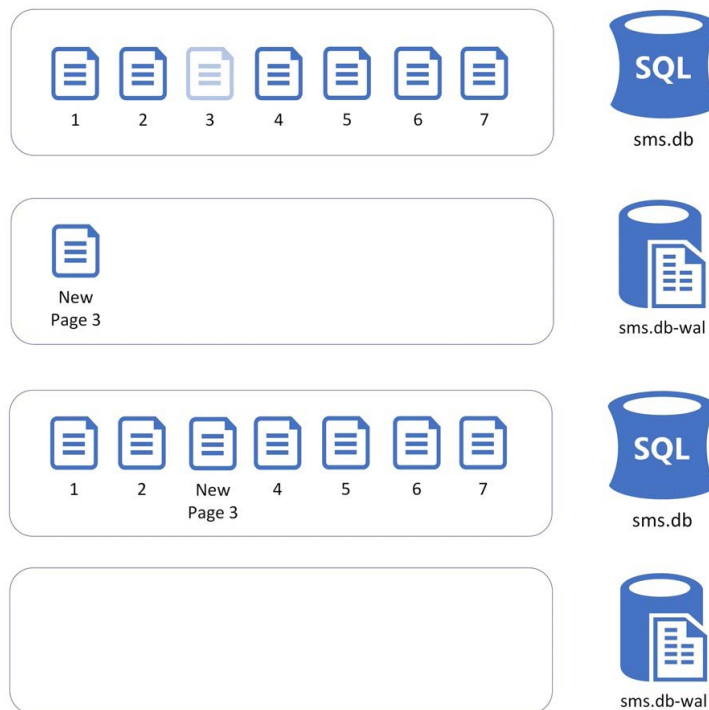 1 2 3 4 5 6 7
SQL
sms.db
New
Page 3
sms.db-wal
1 2 New 4 5 6 7
Page 3
SQL
sms.db
sms.db-wal